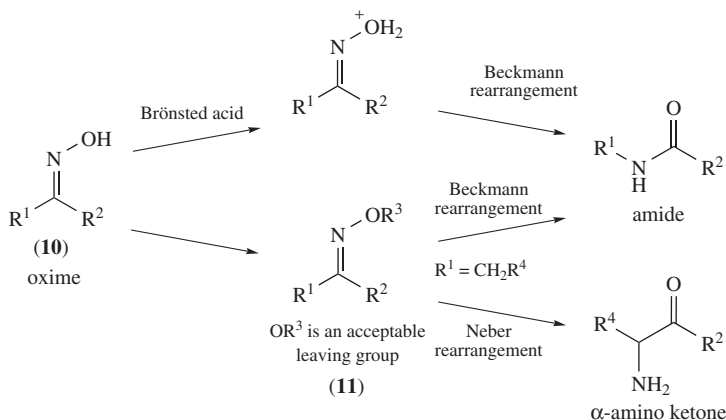 +
OH₂
N
R¹
R²
Brönsted acid
Beckmann
rearrangement
OH
N
R¹
R²
(10)
oxime
O
R¹
N
H
R²
amide
OR³
N
R¹
R²
Beckmann
rearrangement
R¹ = CH₂R⁴
OR³ is an acceptable
leaving group
(11)
Neber
rearrangement
O
R⁴
R²
NH₂
α-amino ketone